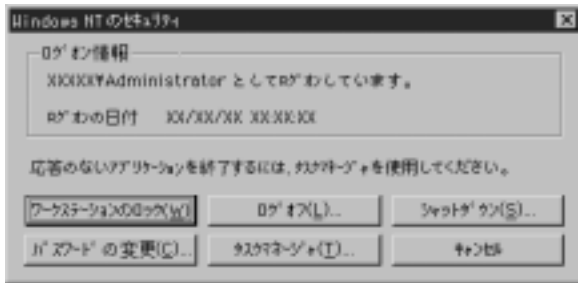 Windows NT のｾｷｭﾘﾃｨ
ﾛｸﾞｵﾝ情報
XXXXX¥Administrator としてﾛｸﾞｵﾝしています。
ﾛｸﾞｵﾝの日付 XX/XX/XX XX:XX:XX
応答のないｱﾌﾟﾘｹｰｼｮﾝを終了するには、ﾀｽｸﾏﾈｰｼﾞｬを使用してください。
ﾜｰｸｽﾃｰｼｮﾝのﾛｯｸ(W) ﾛｸﾞｵﾌ(L)... ｼｬｯﾄﾀﾞｳﾝ(S)...
ﾊﾟｽﾜｰﾄﾞの変更(C)... ﾀｽｸﾏﾈｰｼﾞｬ(T)... ｷｬﾝｾﾙ